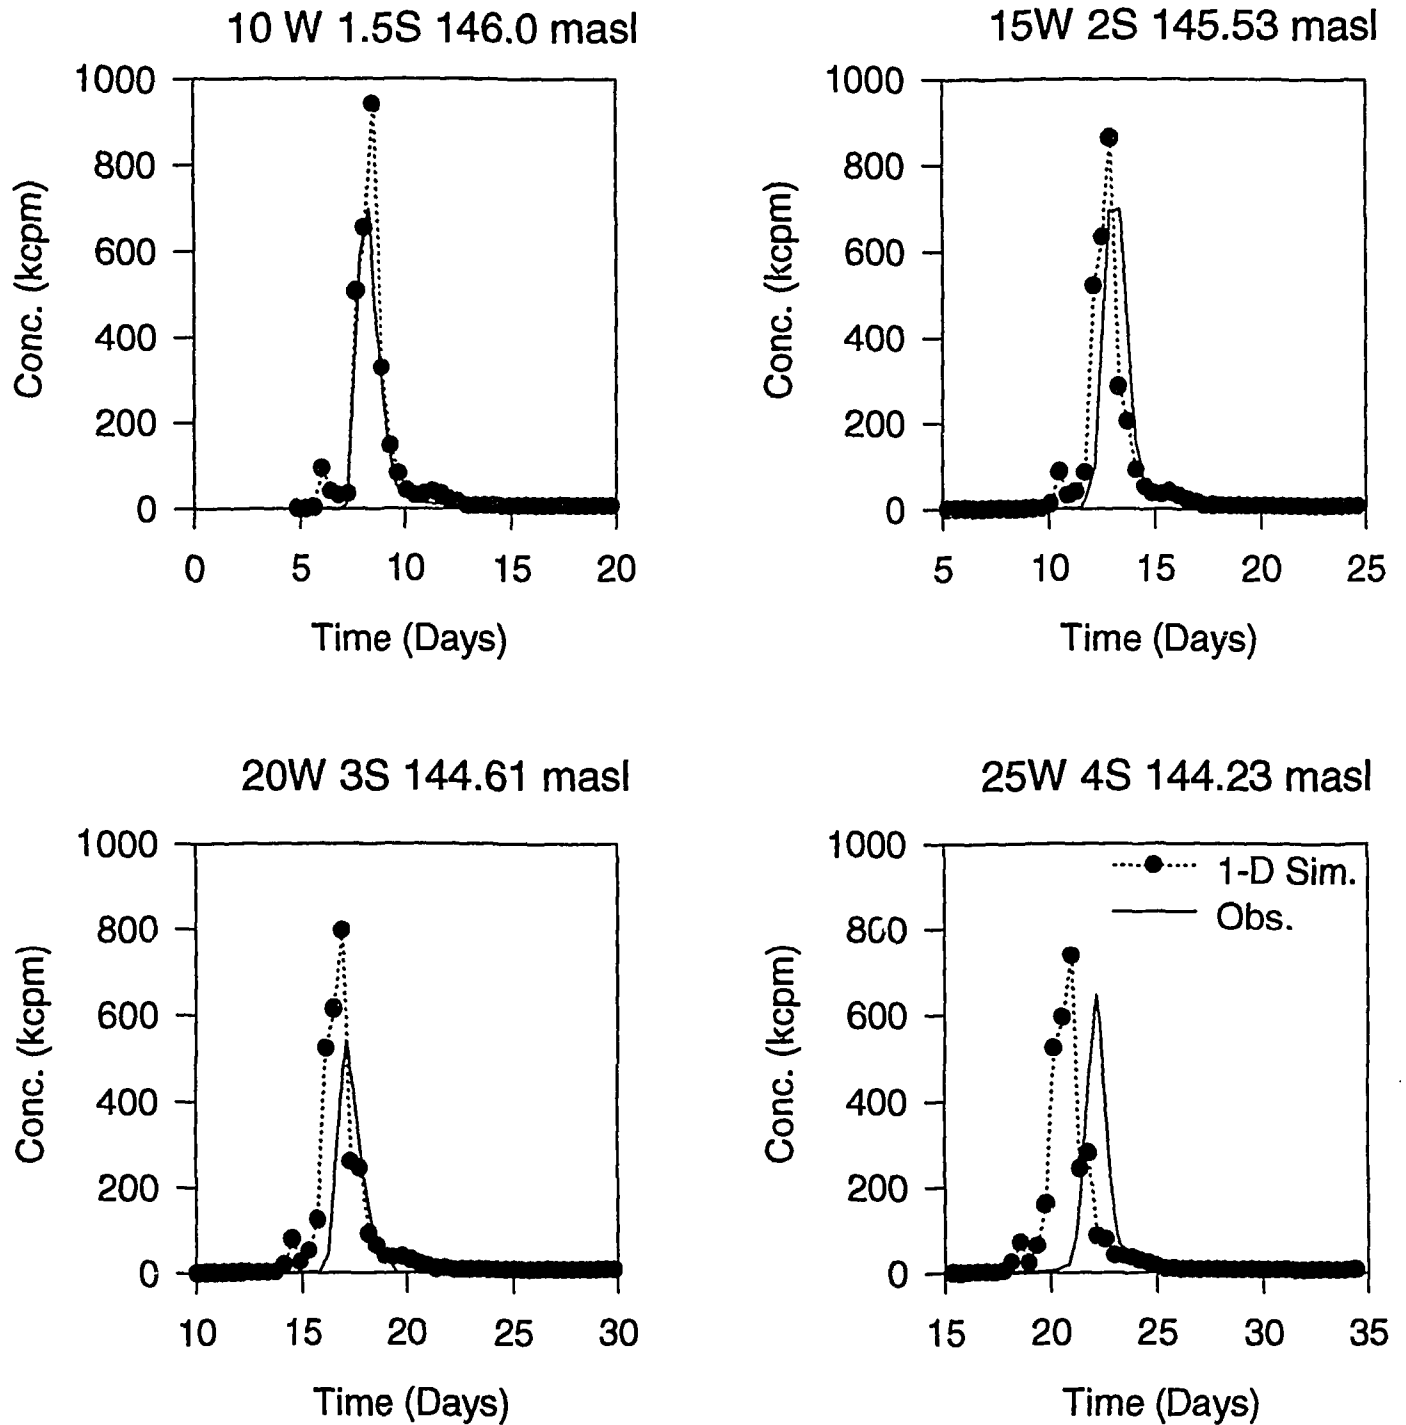 10 W 1.5S 146.0 masl
Conc. (kcpm)
1000
800
600
400
200
0
0 5 10 15 20
Time (Days)
15W 2S 145.53 masl
Conc. (kcpm)
1000
800
600
400
200
0
5 10 15 20 25
Time (Days)
20W 3S 144.61 masl
Conc. (kcpm)
1000
800
600
400
200
0
10 15 20 25 30
Time (Days)
25W 4S 144.23 masl
Conc. (kcpm)
1000
800
600
400
200
0
1-D Sim.
Obs.
15 20 25 30 35
Time (Days)